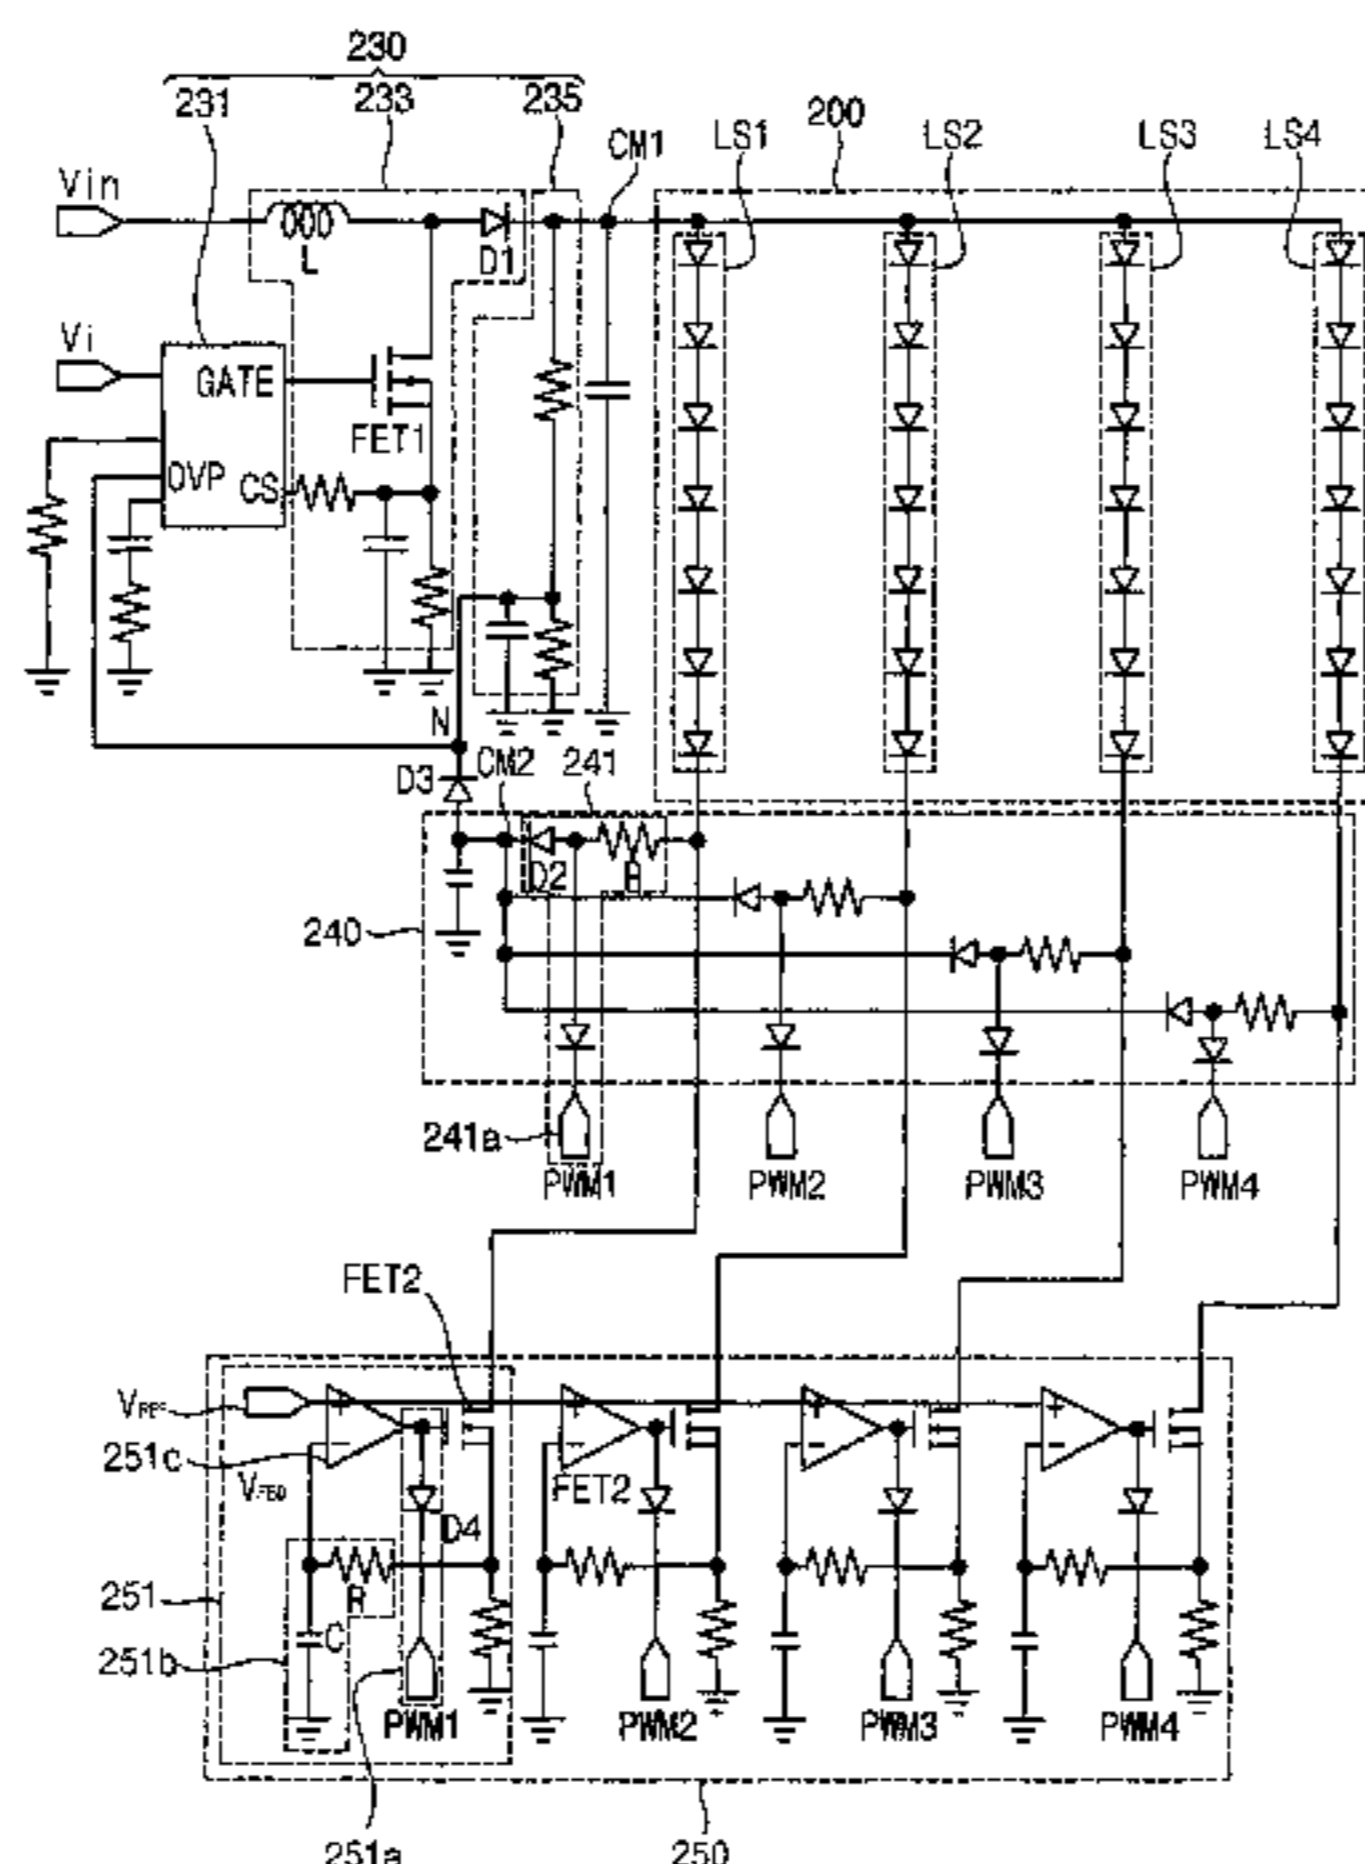 230
231 233 235
CM1 LS1 200 LS2 LS3 LS4
Vin
L D1
Vi
GATE
FET1
OVP CS
N
D3 CM2 241
D2 R
240
241a
PWM1 PWM2 PWM3 PWM4
FET2
VREF
+ + + +
251c - - - -
VFBD FET2
D4
251 R
C
251b
PWM1 PWM2 PWM3 PWM4
251a 250